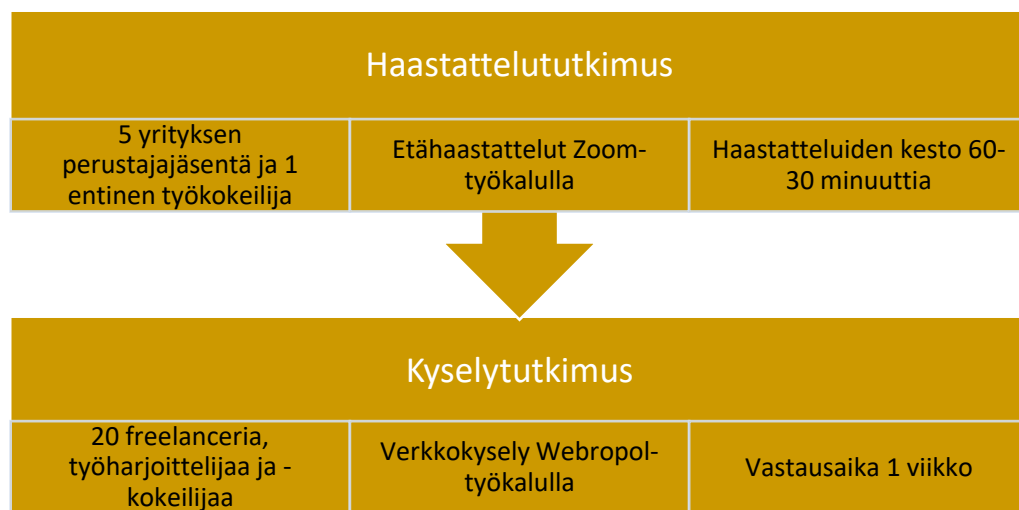 Haastattelututkimus
5 yrityksen
perustajajäsentä ja 1
entinen työkokeilija
Etähaastattelut Zoom-
työkalulla
Haastatteluiden kesto 60-
30 minuuttia
Kyselytutkimus
20 freelanceria,
työharjoittelijaa ja -
kokeilijaa
Verkkokysely Webropol-
työkalulla
Vastausaika 1 viikko